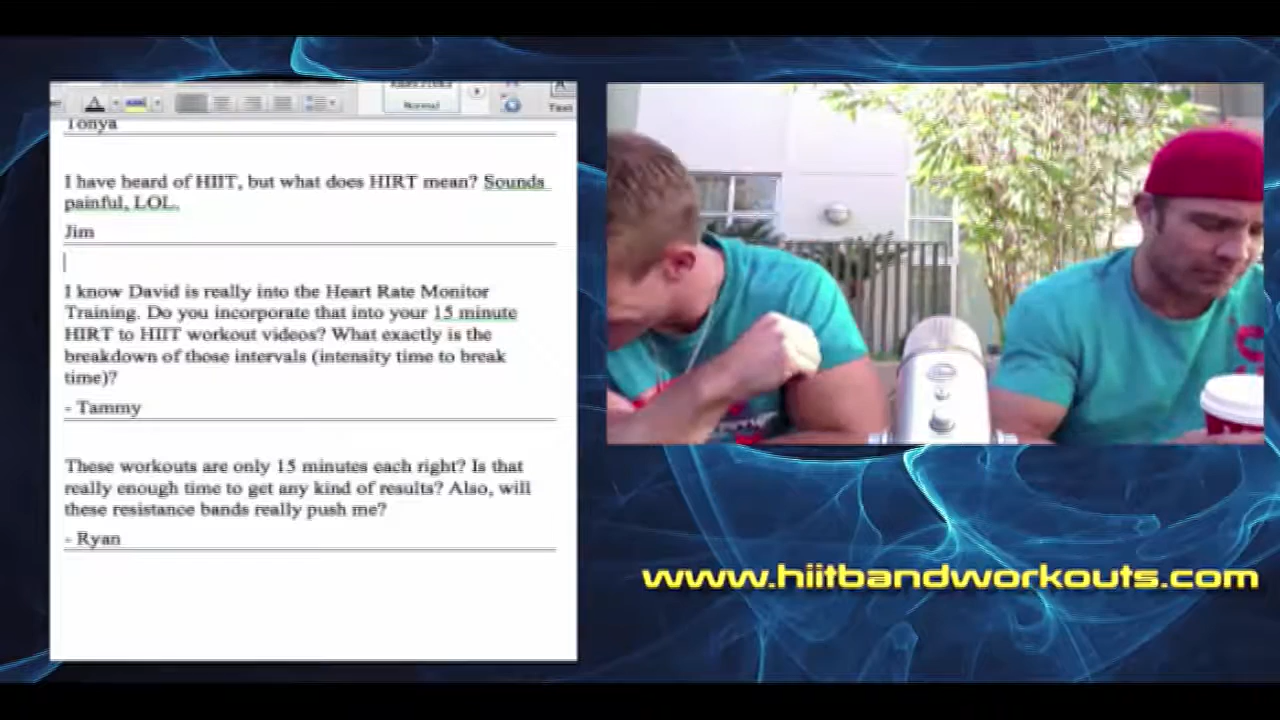 Normal
Text
Tonya
I have heard of HIIT, but what does HIRT mean? Sounds
painful, LOL.
Jim
I know David is really into the Heart Rate Monitor
Training. Do you incorporate that into your 15 minute
HIRT to HIIT workout videos? What exactly is the
breakdown of those intervals (intensity time to break
time)?
- Tammy
These workouts are only 15 minutes each right? Is that
really enough time to get any kind of results? Also, will
these resistance bands really push me?
- Ryan
www.hiitbandworkouts.com